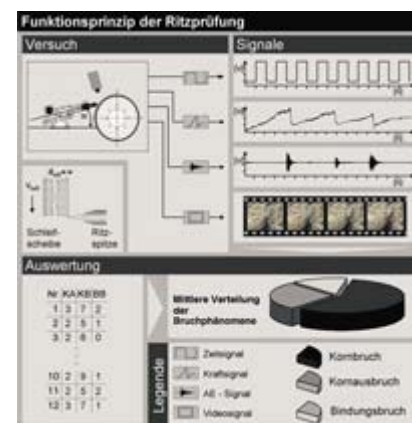 Funktionsprinzip der Ritzprüfung
Versuch
Signale
Schleif-
scheibe
Ritz-
spitze
Auswertung
Nr KA KB BB
1 3 7 2
2 2 5 1
3 2 6 0
10 2 9 1
11 2 5 2
12 3 7 1
Mittlere Verteilung
der
Bruchphänomene
Legende
Zeitsignal
Kraftsignal
AE - Signal
Videosignal
Kornbruch
Kornausbruch
Bindungsbruch